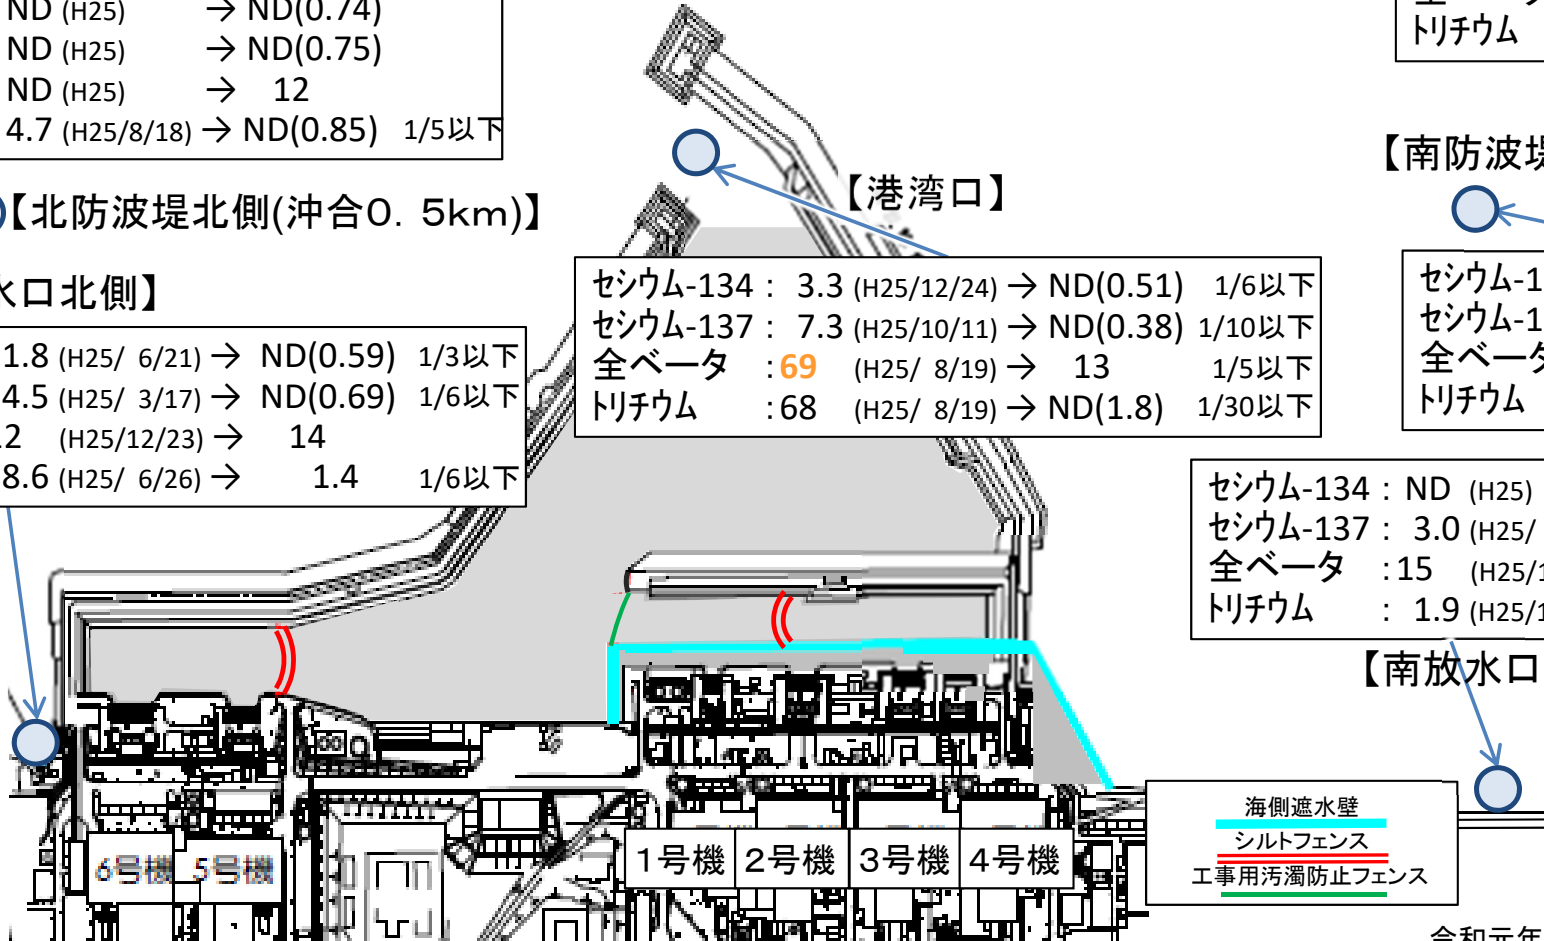 ND (H25) → ND(0.74)
ND (H25) → ND(0.75)
ND (H25) → 12
4.7 (H25/8/18) → ND(0.85) 1/5以下
【北防波堤北側(沖合0.5km)】
水口北側】
1.8 (H25/ 6/21) → ND(0.59) 1/3以下
4.5 (H25/ 3/17) → ND(0.69) 1/6以下
12 (H25/12/23) → 14
8.6 (H25/ 6/26) → 1.4 1/6以下
【港湾口】
セシウム-134 : 3.3 (H25/12/24) → ND(0.51) 1/6以下
セシウム-137 : 7.3 (H25/10/11) → ND(0.38) 1/10以下
全ベータ : 69 (H25/ 8/19) → 13 1/5以下
トリチウム : 68 (H25/ 8/19) → ND(1.8) 1/30以下
トリチウム
【南防波堤
セシウム-1
セシウム-1
全ベータ
トリチウム
セシウム-134 : ND (H25)
セシウム-137 : 3.0 (H25/
全ベータ : 15 (H25/1
トリチウム : 1.9 (H25/1
【南放水口
6号機 5号機
1号機 2号機 3号機 4号機
海側遮水壁
シルトフェンス
工事用汚濁防止フェンス
令和元年